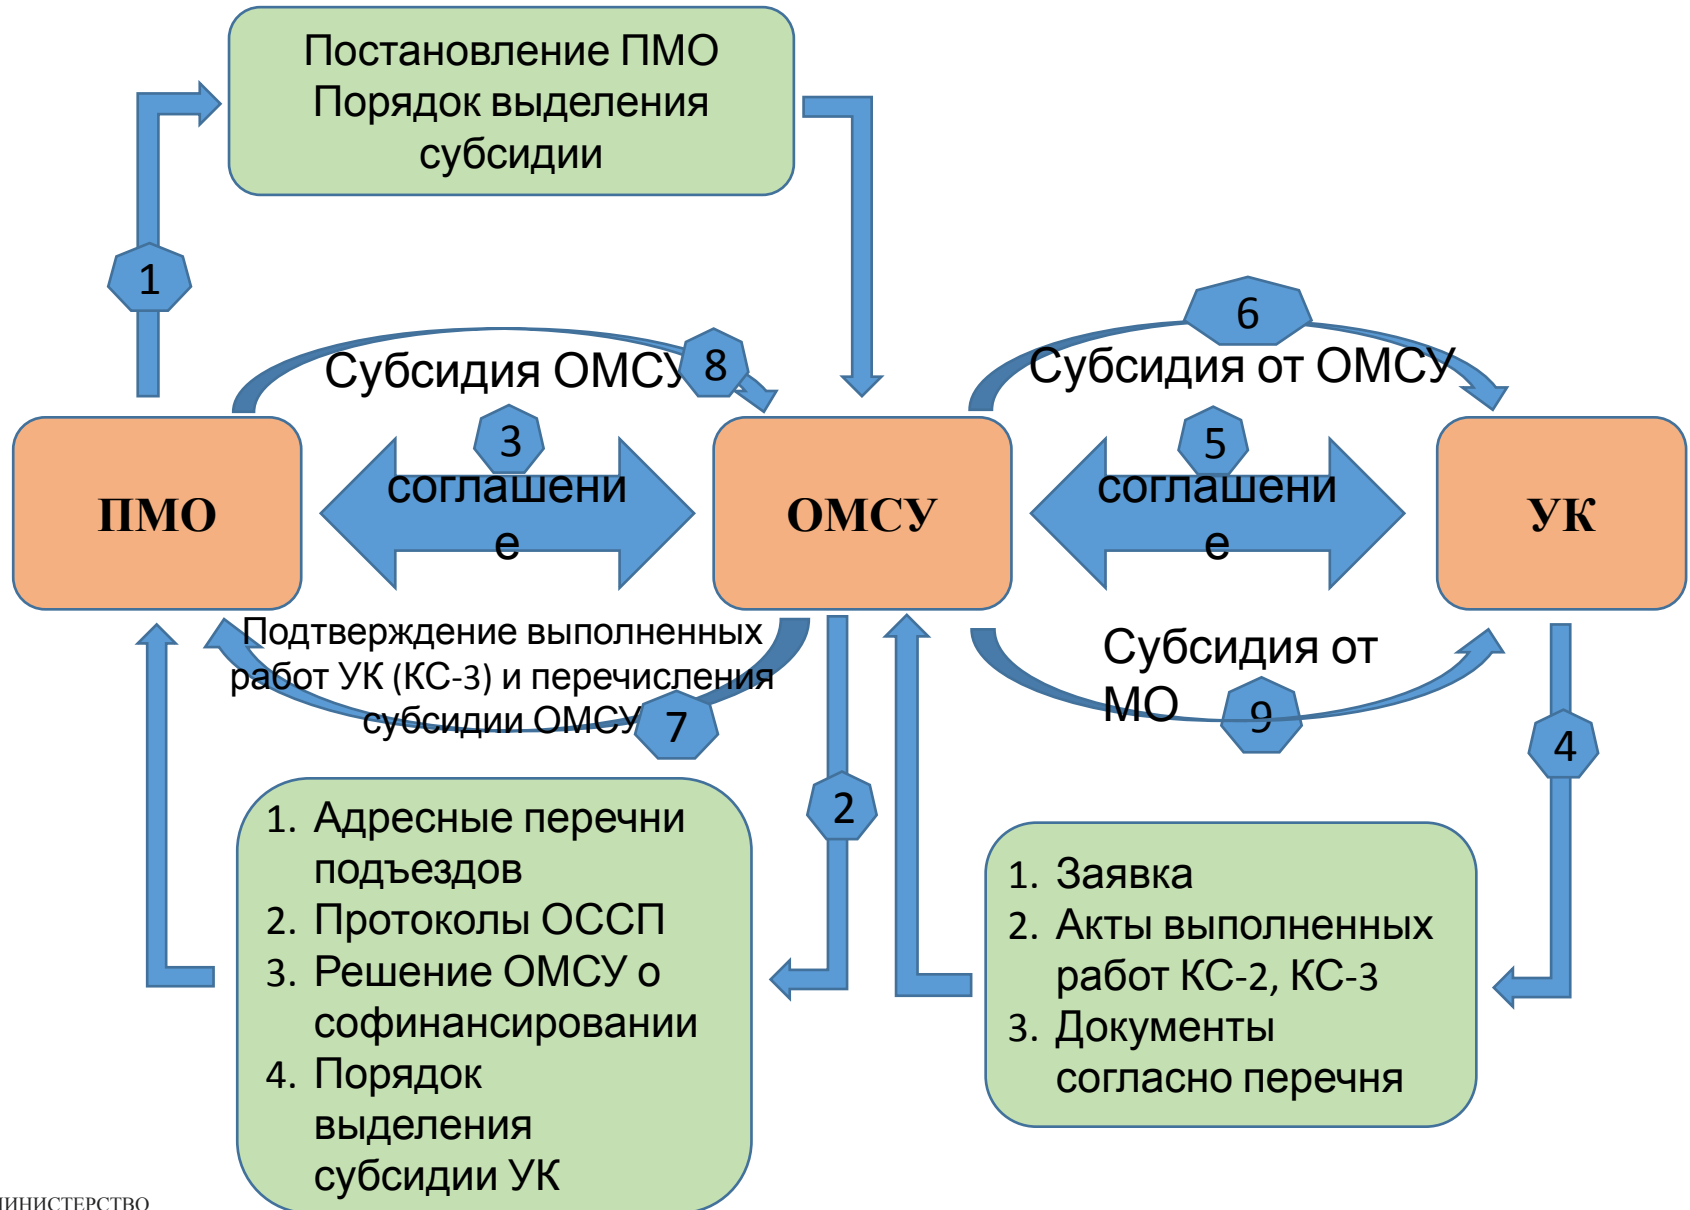 Постановление ПМО
Порядок выделения
субсидии
1
6
Субсидия ОМСУ
8
Субсидия от ОМСУ
3
5
соглашени
е
соглашени
е
ПМО
ОМСУ
УК
Подтверждение выполненных
работ УК (КС-3) и перечисления
субсидии ОМСУ
7
Субсидия от
МО
9
4
2
1. Адресные перечни
подъездов
2. Протоколы ОССП
3. Решение ОМСУ о
софинансировании
4. Порядок
выделения
субсидии УК
1. Заявка
2. Акты выполненных
работ КС-2, КС-3
3. Документы
согласно перечня
МИНИСТЕРСТВО